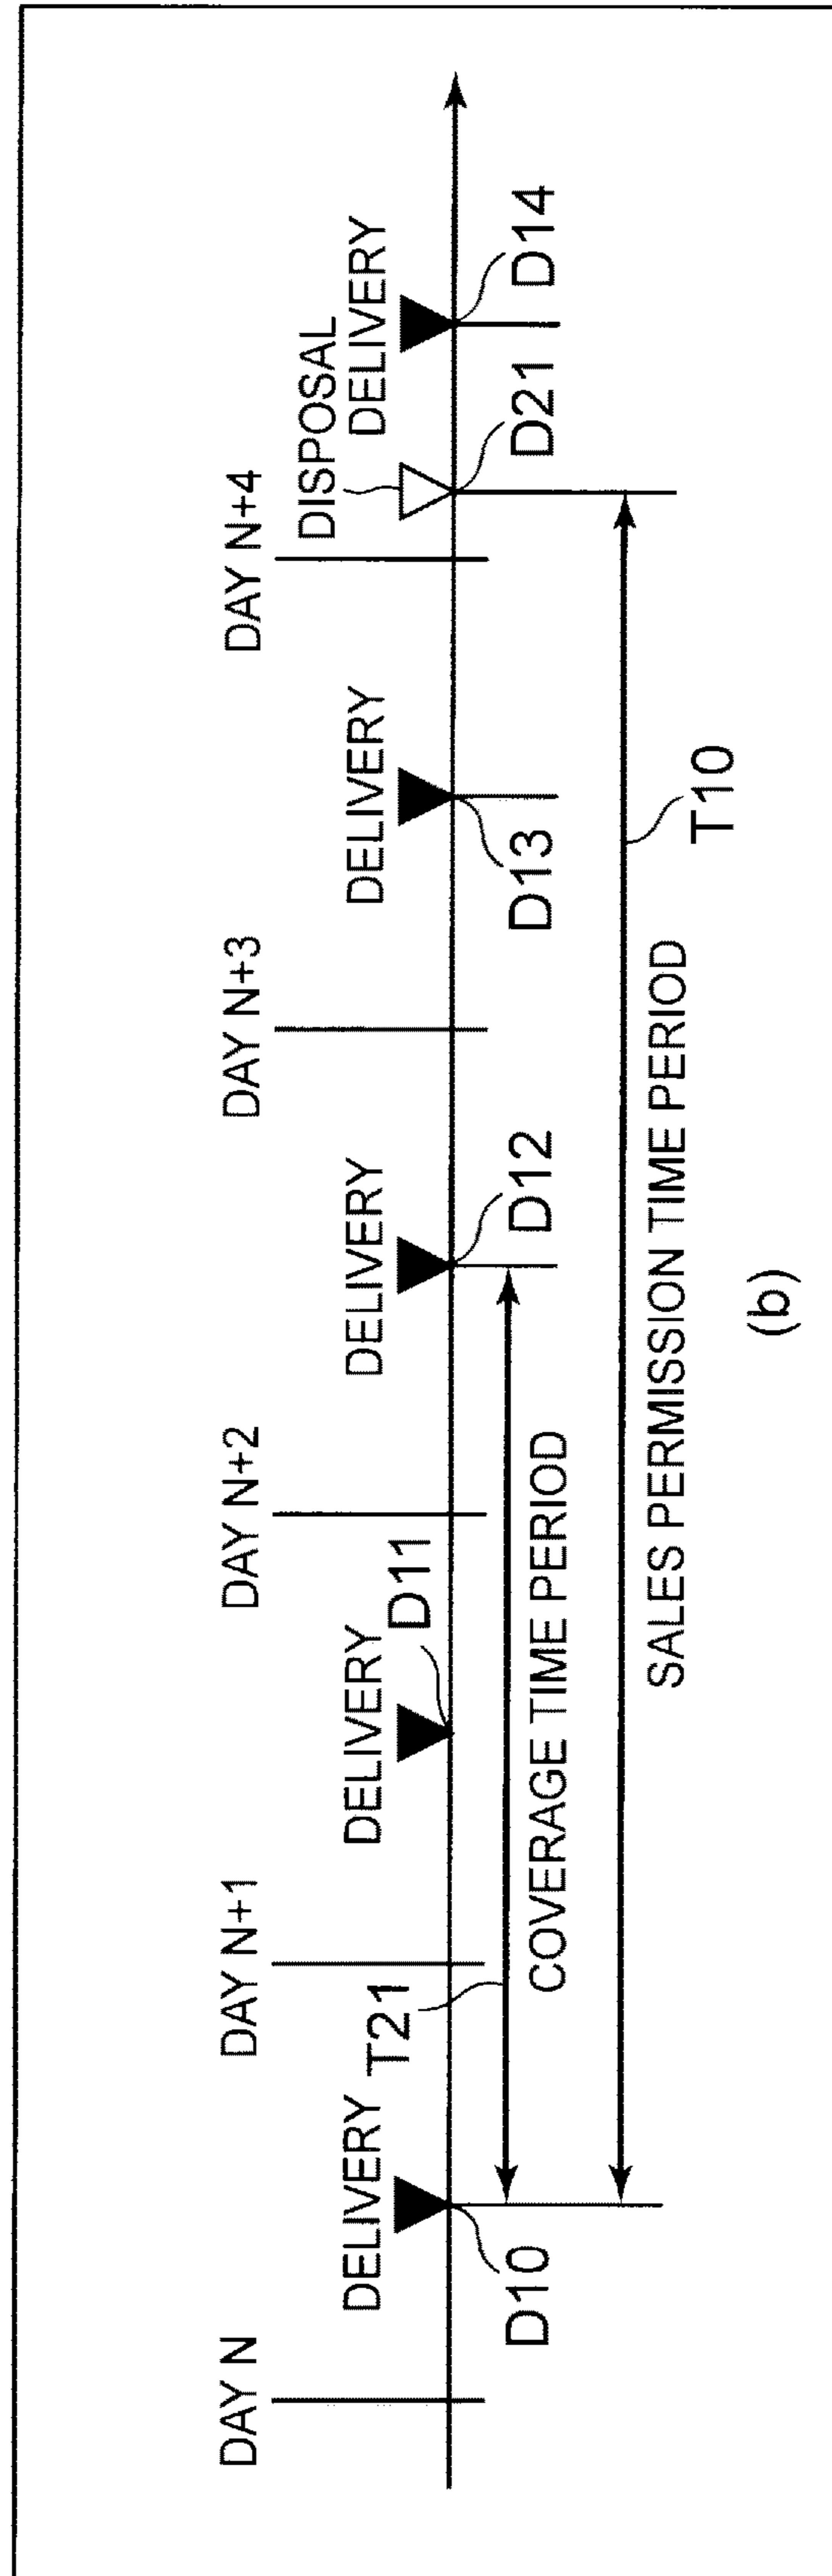 DAY N
DAY N+1
DAY N+2
DAY N+3
DAY N+4
DISPOSAL
DELIVERY
DELIVERY
DELIVERY
DELIVERY
DELIVERY
T21
D11
D10
D12
D13
D21
D14
COVERAGE TIME PERIOD
SALES PERMISSION TIME PERIOD
T10
(b)